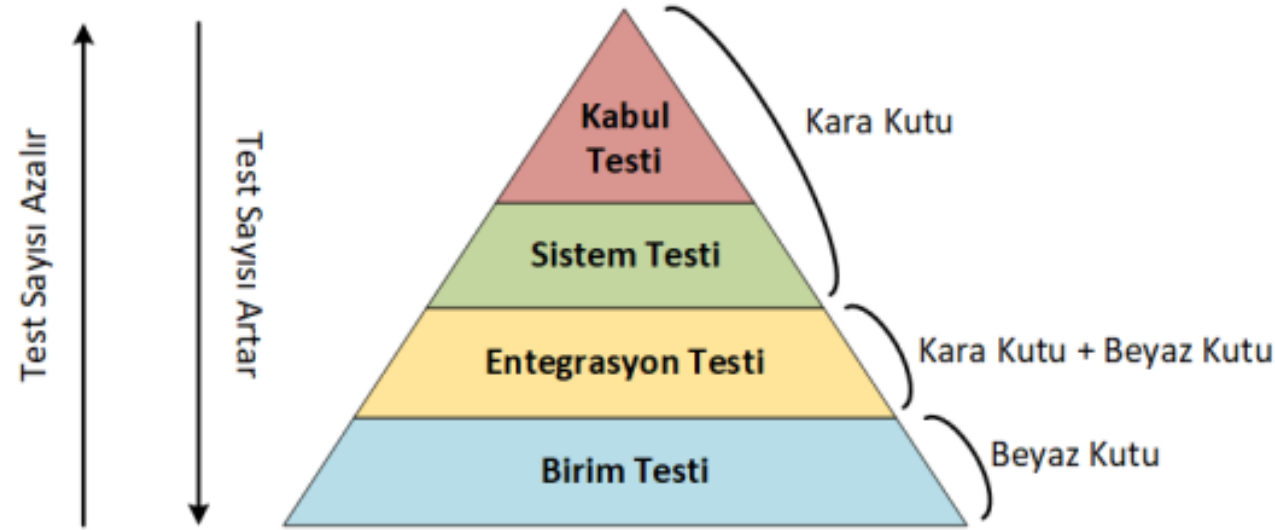 Test Sayısı Azalır
Test Sayısı Artar
Kabul
Testi
Kara Kutu
Sistem Testi
Entegrasyon Testi
Kara Kutu + Beyaz Kutu
Birim Testi
Beyaz Kutu